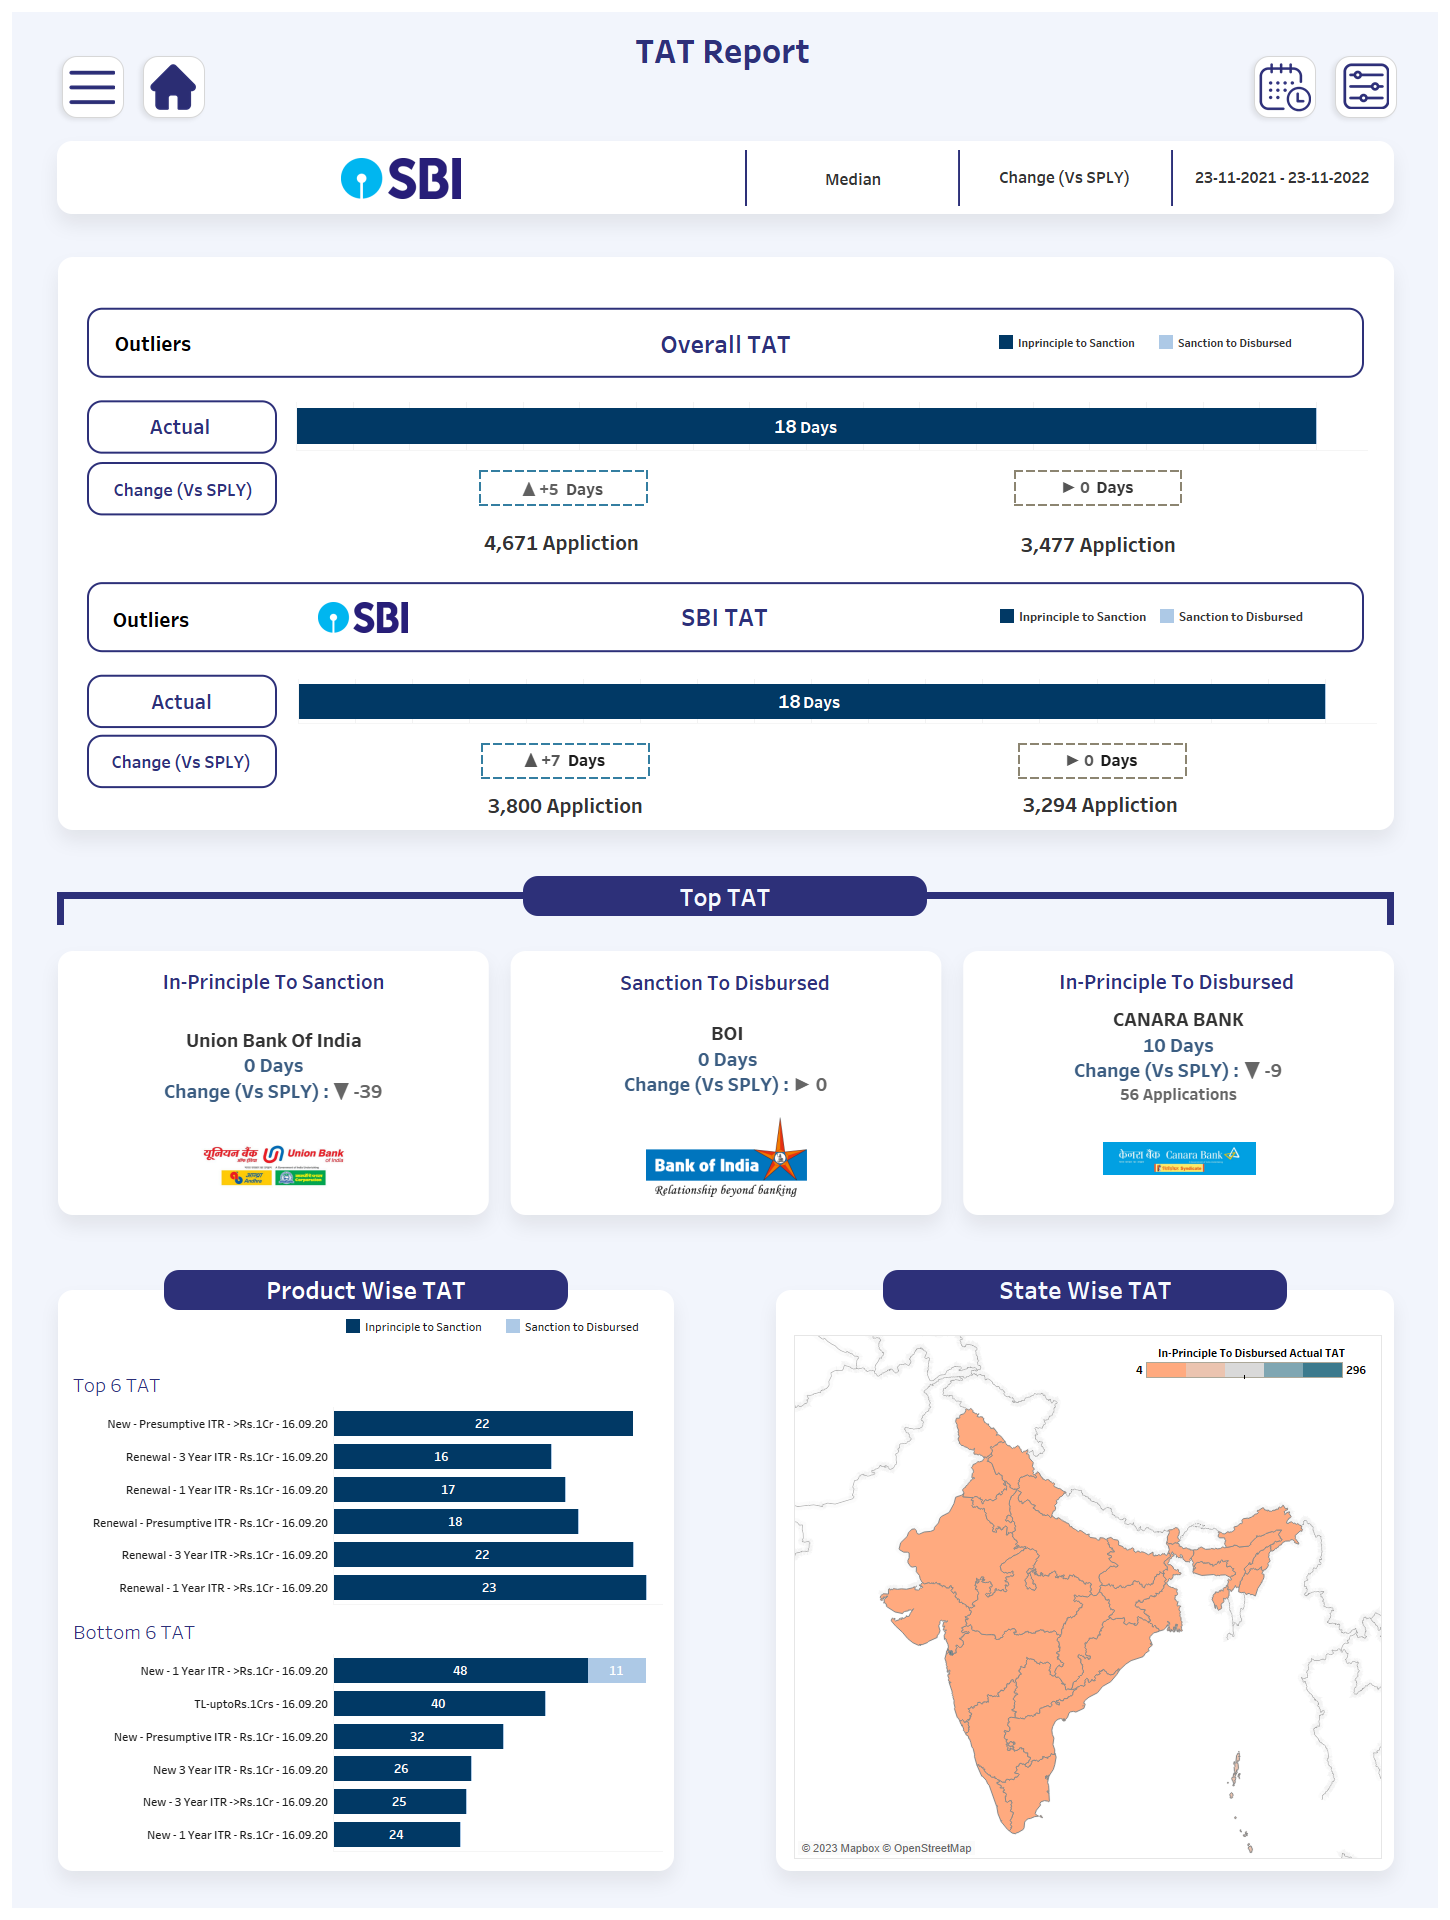 TAT Report
SBI
Median
Change (Vs SPLY)
23-11-2021 - 23-11-2022
Outliers
Overall TAT
Inprinciple to Sanction
Sanction to Disbursed
Actual
18 Days
Change (Vs SPLY)
▲ +5 Days
► 0 Days
4,671 Appliction
3,477 Appliction
Outliers
SBI
SBI TAT
Inprinciple to Sanction
Sanction to Disbursed
Actual
18 Days
Change (Vs SPLY)
▲ +7 Days
► 0 Days
3,800 Appliction
3,294 Appliction
Top TAT
In-Principle To Sanction
Union Bank Of India
0 Days
Change (Vs SPLY) : ▼ -39
यूनियन बैंक Union Bank
of India
Andhra
Corporation
Sanction To Disbursed
BOI
0 Days
Change (Vs SPLY) : ► 0
Bank of India
Relationship beyond banking
In-Principle To Disbursed
CANARA BANK
10 Days
Change (Vs SPLY) : ▼ -9
56 Applications
केनरा बैंक Canara Bank
Syndicate
Product Wise TAT
Inprinciple to Sanction
Sanction to Disbursed
Top 6 TAT
New - Presumptive ITR - >Rs.1Cr - 16.09.20 22
Renewal - 3 Year ITR - Rs.1Cr - 16.09.20 16
Renewal - 1 Year ITR - Rs.1Cr - 16.09.20 17
Renewal - Presumptive ITR - Rs.1Cr - 16.09.20 18
Renewal - 3 Year ITR ->Rs.1Cr - 16.09.20 22
Renewal - 1 Year ITR - >Rs.1Cr - 16.09.20 23
Bottom 6 TAT
New - 1 Year ITR - >Rs.1Cr - 16.09.20 48 11
TL-uptoRs.1Crs - 16.09.20 40
New - Presumptive ITR - Rs.1Cr - 16.09.20 32
New 3 Year ITR - Rs.1Cr - 16.09.20 26
New - 3 Year ITR ->Rs.1Cr - 16.09.20 25
New - 1 Year ITR - Rs.1Cr - 16.09.20 24
State Wise TAT
In-Principle To Disbursed Actual TAT
4 296
© 2023 Mapbox © OpenStreetMap